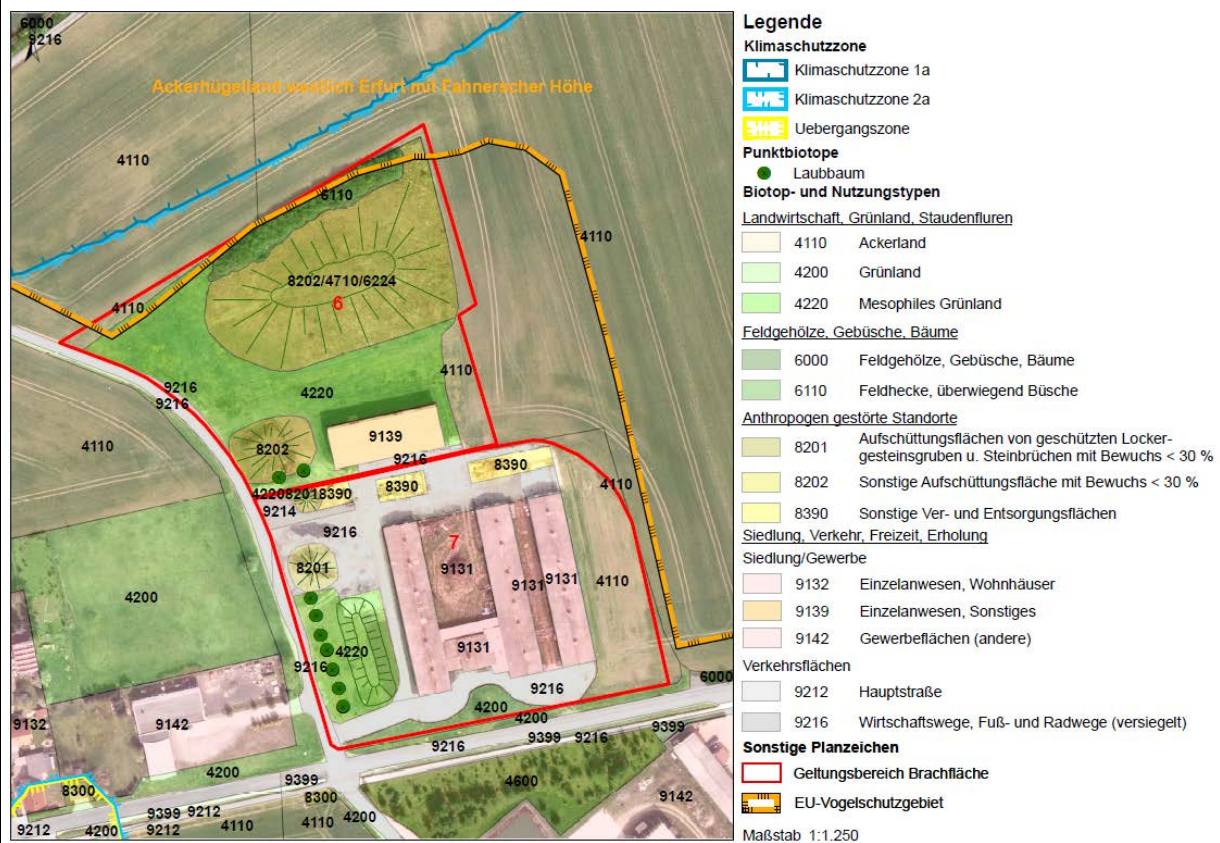 6000
9216
Ackerhügelland westlich Erfurt mit Fahnerscher Höhe
4110
6110
4110
8202/4710/6224
6
4110
4110
9216
9216
4220
4110
9139
8202
9216
8390
8390
4220 8201 8390
4110
9214
9216
7
9131
9131 9131
8201
4110
4200
4220
9216
9131
9216
4200
4200
6000
9132
9142
9216
9399 9216
9399
4200
9399
4600
8300
8300
9142
9399 9212
9212
4200
9212
4110
4110
4200
Legende
Klimaschutzzone
Klimaschutzzone 1a
Klimaschutzzone 2a
Uebergangszone
Punktbiotope
Laubbaum
Biotop- und Nutzungstypen
Landwirtschaft, Grünland, Staudenfluren
4110 Ackerland
4200 Grünland
4220 Mesophiles Grünland
Feldgehölze, Gebüsche, Bäume
6000 Feldgehölze, Gebüsche, Bäume
6110 Feldhecke, überwiegend Büsche
Anthropogen gestörte Standorte
8201 Aufschüttungsflächen von geschützten Locker-
gesteinsgruben u. Steinbrüchen mit Bewuchs < 30 %
8202 Sonstige Aufschüttungsfläche mit Bewuchs < 30 %
8390 Sonstige Ver- und Entsorgungsflächen
Siedlung, Verkehr, Freizeit, Erholung
Siedlung/Gewerbe
9132 Einzelanwesen, Wohnhäuser
9139 Einzelanwesen, Sonstiges
9142 Gewerbeflächen (andere)
Verkehrsflächen
9212 Hauptstraße
9216 Wirtschaftswege, Fuß- und Radwege (versiegelt)
Sonstige Planzeichen
Geltungsbereich Brachfläche
EU-Vogelschutzgebiet
Maßstab 1:1.250